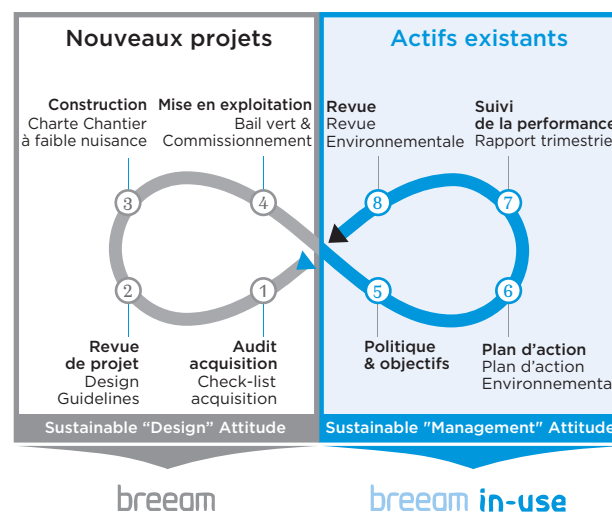 Nouveaux projets
Actifs existants
Construction
Charte Chantier
à faible nuisance
Mise en exploitation
Bail vert &
Commissionnement
Revue
Revue
Environnementale
Suivi
de la performance
Rapport trimestrie
3
4
8
7
2
1
5
6
Revue
de projet
Design
Guidelines
Audit
acquisition
Check-list
acquisition
Politique
& objectifs
Plan d’action
Plan d’action
Environnementa
Sustainable “Design” Attitude
Sustainable "Management" Attitude
breeam
breeam in-use